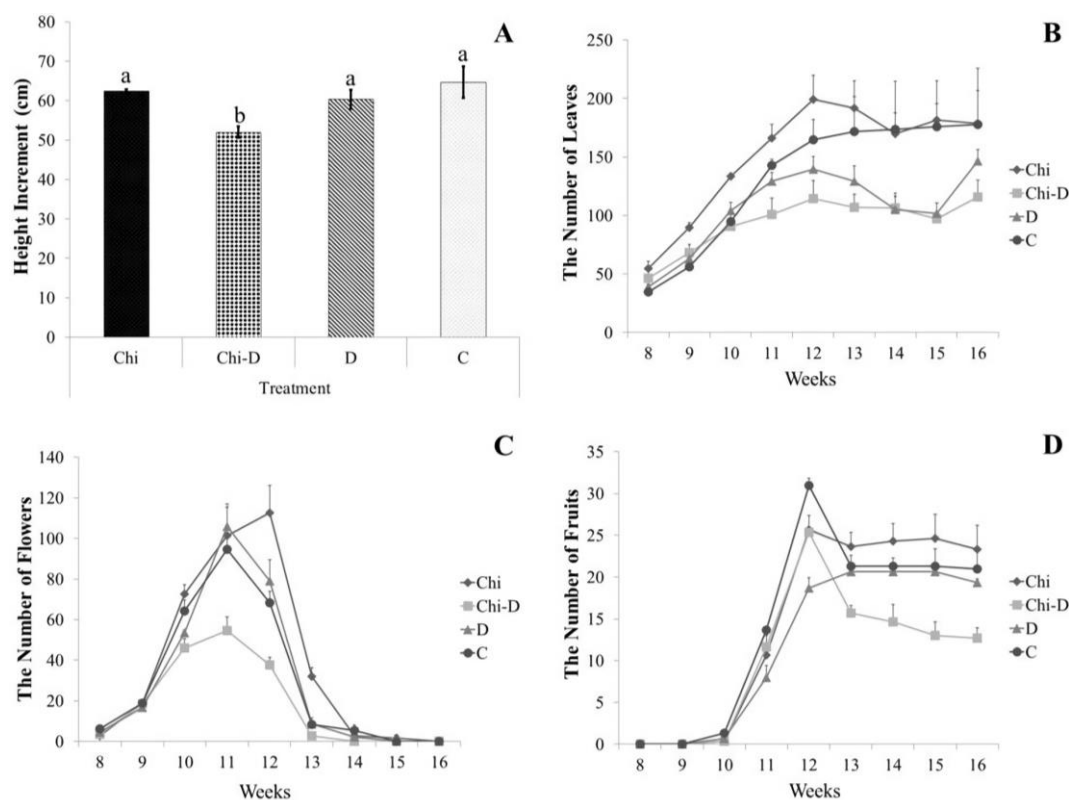 A
Height Increment (cm)
80
70
60
50
40
30
20
10
0
a
b
a
a
Chi
Chi-D
D
C
Treatment
B
The Number of Leaves
250
200
150
100
50
0
8 9 10 11 12 13 14 15 16
Weeks
Chi
Chi-D
D
C
C
The Number of Flowers
140
120
100
80
60
40
20
0
8 9 10 11 12 13 14 15 16
Weeks
Chi
Chi-D
D
C
D
The Number of Fruits
35
30
25
20
15
10
5
0
8 9 10 11 12 13 14 15 16
Weeks
Chi
Chi-D
D
C